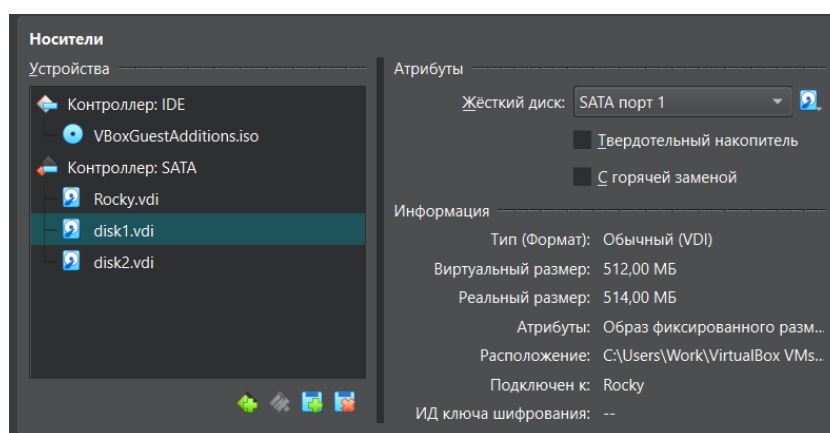 Носители
Устройства
Контроллер: IDE
VBoxGuestAdditions.iso
Контроллер: SATA
Rocky.vdi
disk1.vdi
disk2.vdi
Атрибуты
Жёсткий диск: SATA порт 1
Твердотельный накопитель
С горячей заменой
Информация
Тип (Формат): Обычный (VDI)
Виртуальный размер: 512,00 МБ
Реальный размер: 514,00 МБ
Атрибуты: Образ фиксированного разм...
Расположение: C:\Users\Work\VirtualBox VMs...
Подключен к: Rocky
ИД ключа шифрования: --